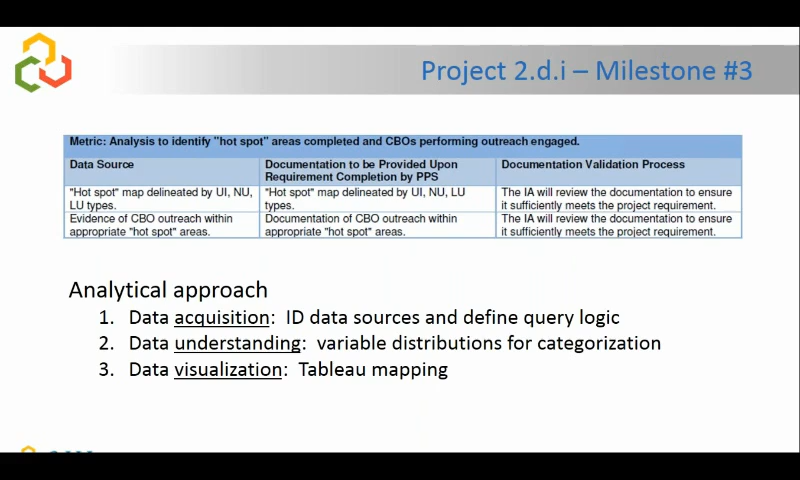 Project 2.d.i – Milestone #3
Metric: Analysis to identify "hot spot" areas completed and CBOs performing outreach engaged.
Data Source
Documentation to be Provided Upon
Requirement Completion by PPS
Documentation Validation Process
"Hot spot" map delineated by UI, NU,
LU types.
"Hot spot" map delineated by UI, NU, LU
types.
The IA will review the documentation to ensure
it sufficiently meets the project requirement.
Evidence of CBO outreach within
appropriate "hot spot" areas.
Documentation of CBO outreach within
appropriate "hot spot" areas.
The IA will review the documentation to ensure
it sufficiently meets the project requirement.
Analytical approach
1. Data acquisition: ID data sources and define query logic
2. Data understanding: variable distributions for categorization
3. Data visualization: Tableau mapping